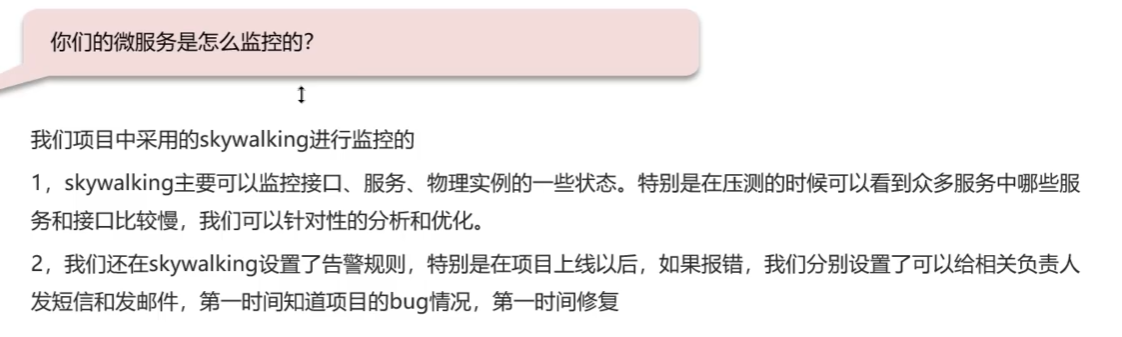 你们的微服务是怎么监控的？
我们项目中采用的skywalking进行监控的
1，skywalking主要可以监控接口、服务、物理实例的一些状态。特别是在压测的时候可以看到众多服务中哪些服
务和接口比较慢，我们可以针对性的分析和优化。
2，我们还在skywalking设置了告警规则，特别是在项目上线以后，如果报错，我们分别设置了可以给相关负责人
发短信和发邮件，第一时间知道项目的bug情况，第一时间修复